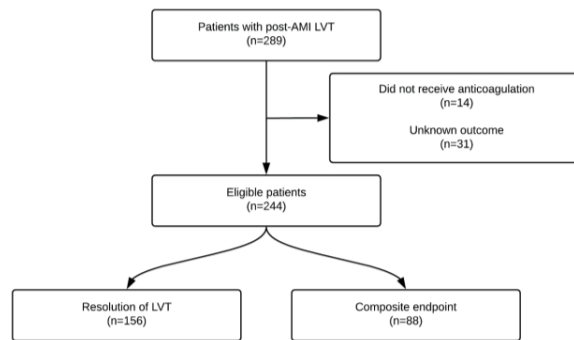 Patients with post-AMI LVT
(n=289)
Did not receive anticoagulation
(n=14)
Unknown outcome
(n=31)
Eligible patients
(n=244)
Resolution of LVT
(n=156)
Composite endpoint
(n=88)